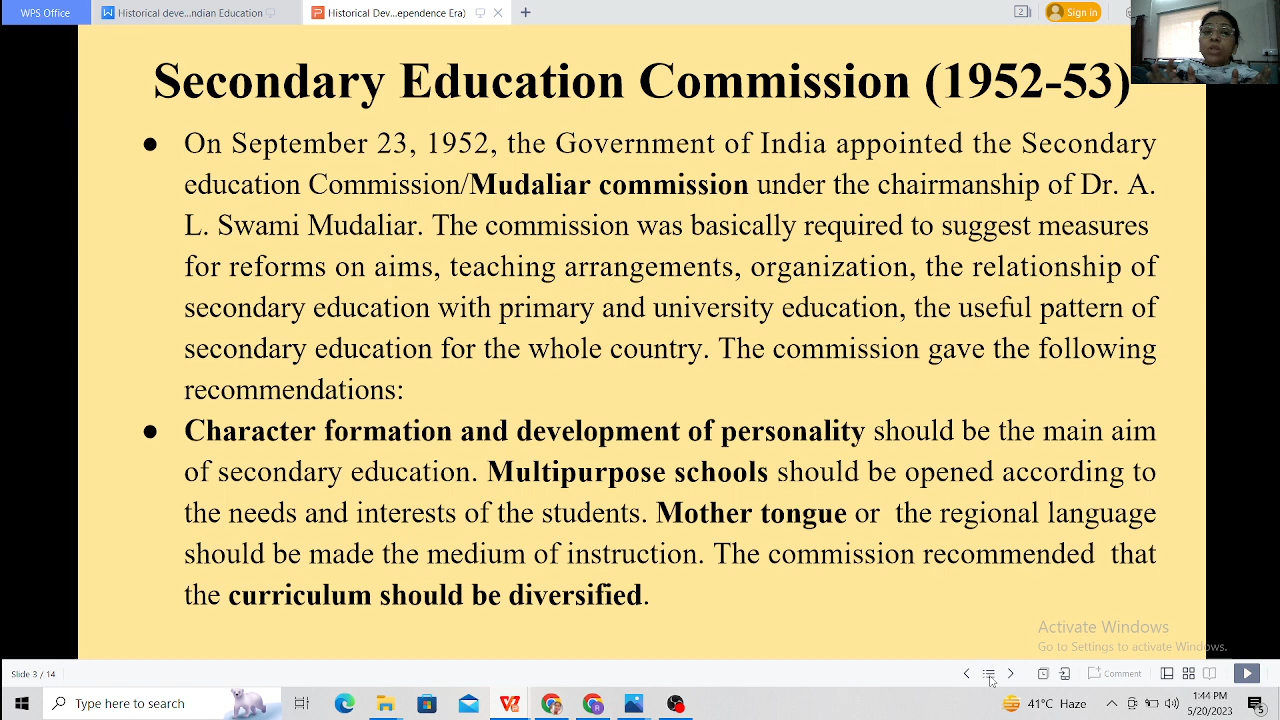 WPS Office
Historical deve...ndian Education
Historical Dev...ependence Era)
2
Sign in
Secondary Education Commission (1952-53)
● On September 23, 1952, the Government of India appointed the Secondary
education Commission/Mudaliar commission under the chairmanship of Dr. A.
L. Swami Mudaliar. The commission was basically required to suggest measures
for reforms on aims, teaching arrangements, organization, the relationship of
secondary education with primary and university education, the useful pattern of
secondary education for the whole country. The commission gave the following
recommendations:
● Character formation and development of personality should be the main aim
of secondary education. Multipurpose schools should be opened according to
the needs and interests of the students. Mother tongue or the regional language
should be made the medium of instruction. The commission recommended that
the curriculum should be diversified.
Activate Windows
Go to Settings to activate Windows.
Slide 3 / 14
Comment
Type here to search
41°C Haze
1:44 PM
5/20/2023
5